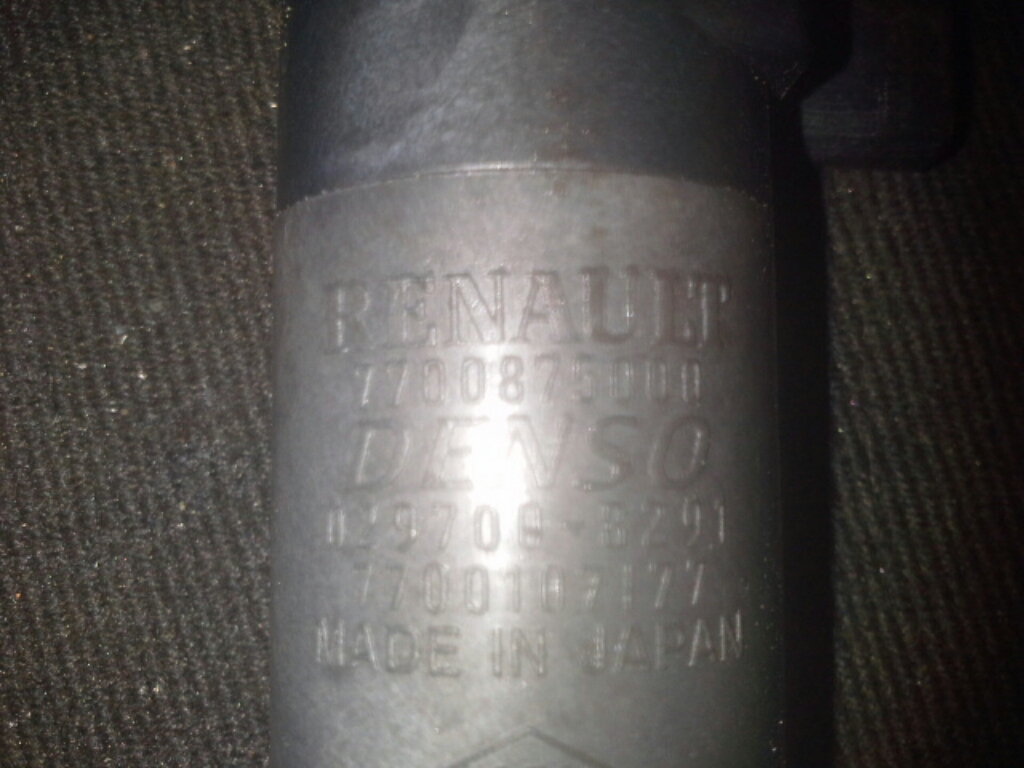 RENAULT
7700875000
DENSO
029700-8291
7700107177
MADE IN JAPAN